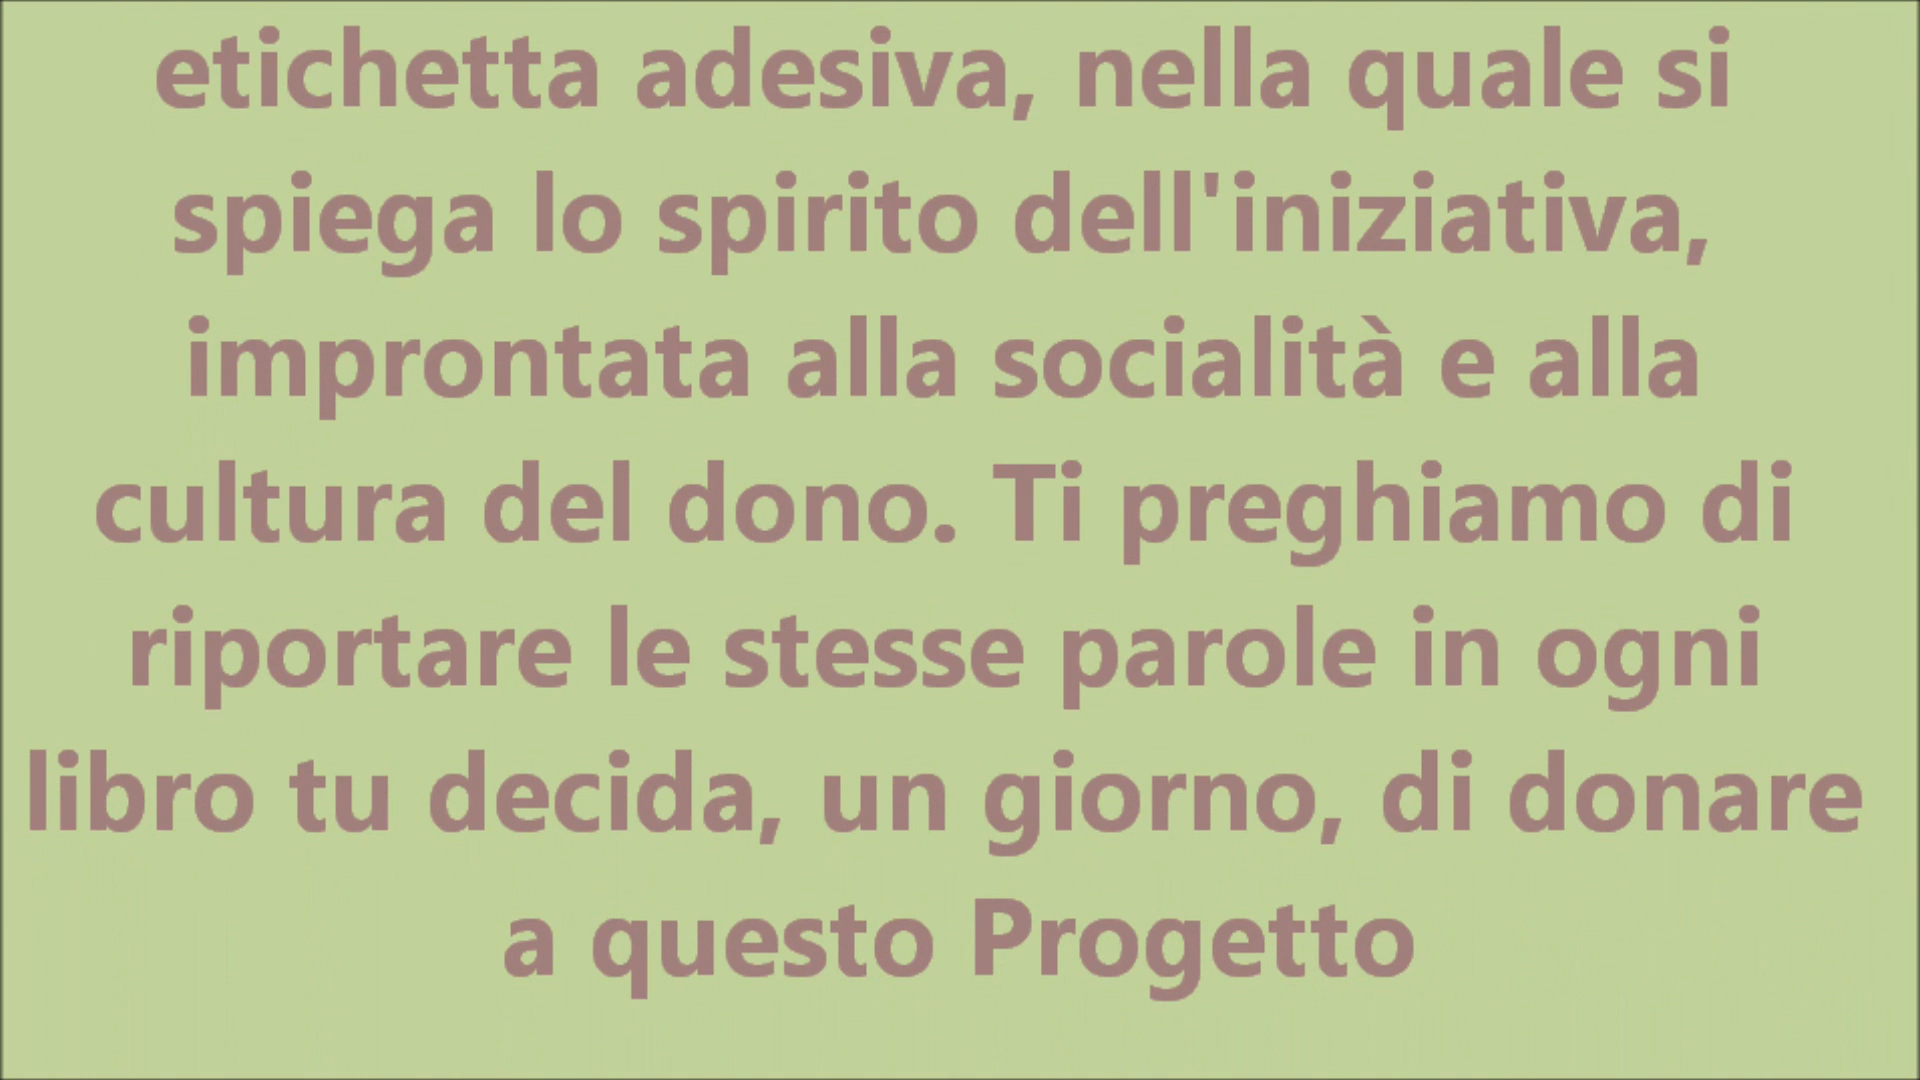 etichetta adesiva, nella quale si
spiega lo spirito dell'iniziativa,
improntata alla socialità e alla
cultura del dono. Ti preghiamo di
riportare le stesse parole in ogni
libro tu decida, un giorno, di donare
a questo Progetto